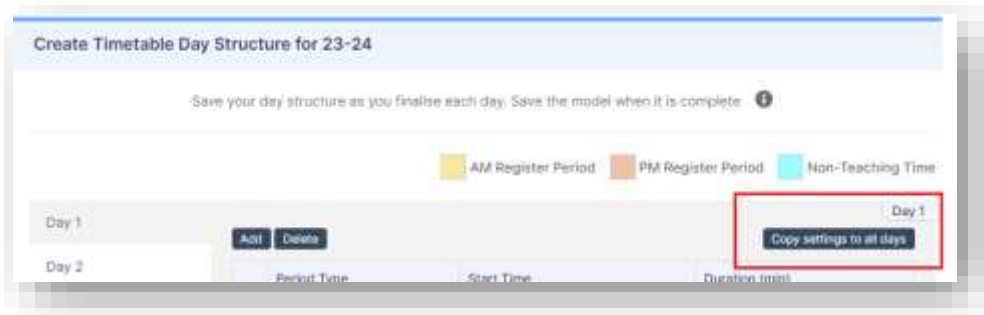 Create Timetable Day Structure for 23-24
Save your day structure as you finalise each day. Save the model when it is complete
AM Register Period PM Register Period Non-Teaching Time
Day 1
Day 1
Add Delete Copy settings to all days
Day 2
Period Type Start Time Duration (min)